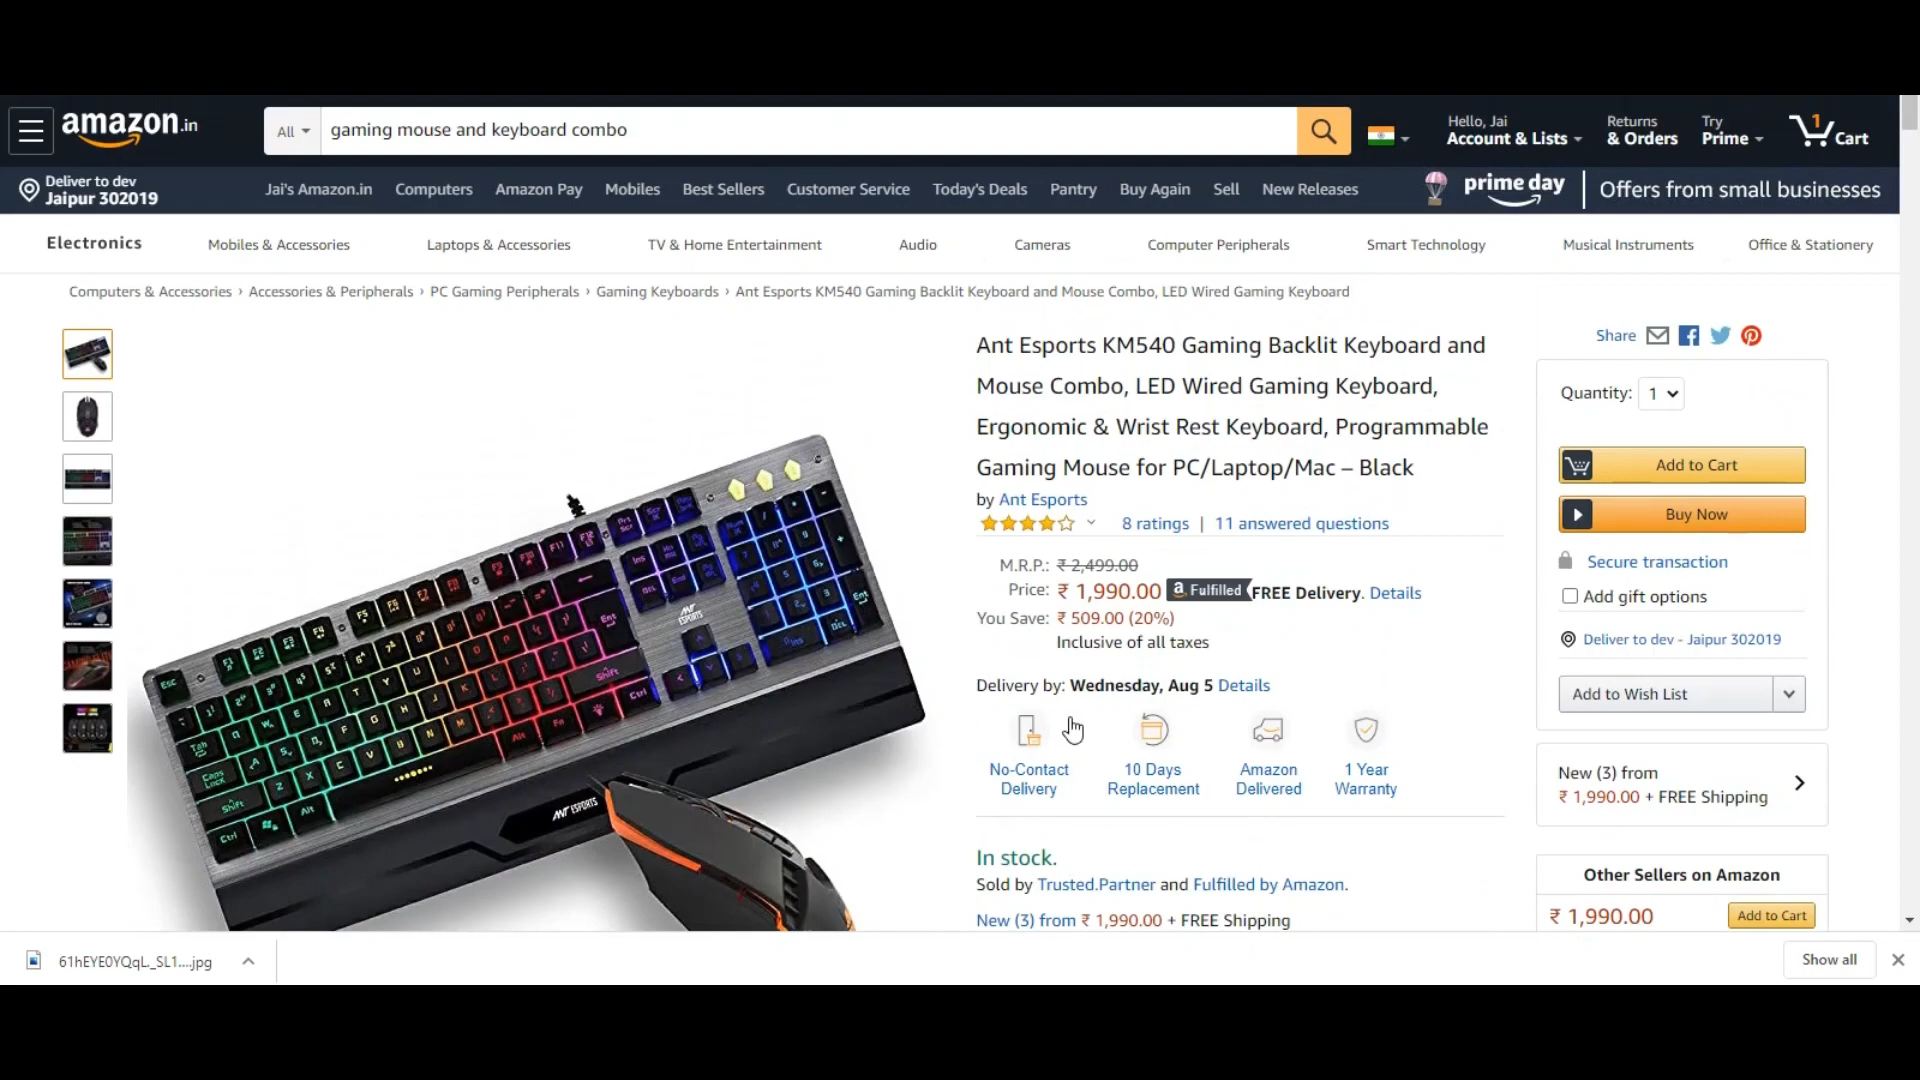 amazon.in
All
gaming mouse and keyboard combo
Hello, Jai
Account & Lists
Returns
& Orders
Try
Prime
1
Cart
Deliver to dev
Jaipur 302019
Jai's Amazon.in
Computers
Amazon Pay
Mobiles
Best Sellers
Customer Service
Today's Deals
Pantry
Buy Again
Sell
New Releases
prime day
Offers from small businesses
Electronics
Mobiles & Accessories
Laptops & Accessories
TV & Home Entertainment
Audio
Cameras
Computer Peripherals
Smart Technology
Musical Instruments
Office & Stationery
Computers & Accessories › Accessories & Peripherals › PC Gaming Peripherals › Gaming Keyboards › Ant Esports KM540 Gaming Backlit Keyboard and Mouse Combo, LED Wired Gaming Keyboard
Ant Esports KM540 Gaming Backlit Keyboard and
Mouse Combo, LED Wired Gaming Keyboard,
Ergonomic & Wrist Rest Keyboard, Programmable
Gaming Mouse for PC/Laptop/Mac – Black
by Ant Esports
8 ratings | 11 answered questions
M.R.P.: ₹ 2,499.00
Price: ₹ 1,990.00 a Fulfilled FREE Delivery. Details
You Save: ₹ 509.00 (20%)
Inclusive of all taxes
Delivery by: Wednesday, Aug 5 Details
No-Contact
Delivery
10 Days
Replacement
Amazon
Delivered
1 Year
Warranty
In stock.
Sold by Trusted.Partner and Fulfilled by Amazon.
New (3) from ₹ 1,990.00 + FREE Shipping
Share
Quantity: 1
Add to Cart
Buy Now
Secure transaction
Add gift options
Deliver to dev - Jaipur 302019
Add to Wish List
New (3) from
₹ 1,990.00 + FREE Shipping
Other Sellers on Amazon
₹ 1,990.00
Add to Cart
ANT ESPORTS
ANT ESPORTS
61hEYE0YQqL._SL1....jpg
Show all